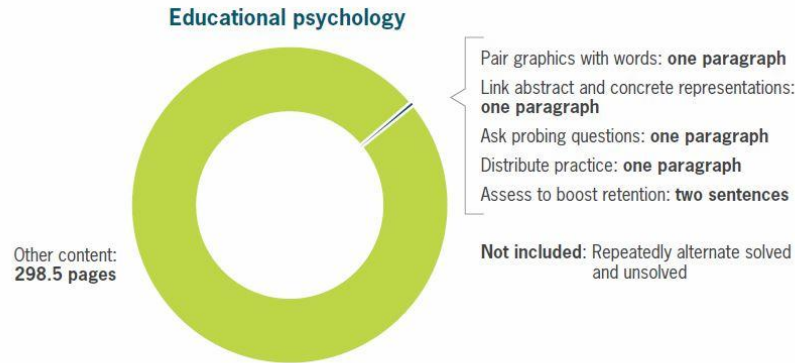 Educational psychology
Pair graphics with words: one paragraph
Link abstract and concrete representations:
one paragraph
Ask probing questions: one paragraph
Distribute practice: one paragraph
Assess to boost retention: two sentences
Other content:
298.5 pages
Not included: Repeatedly alternate solved
and unsolved